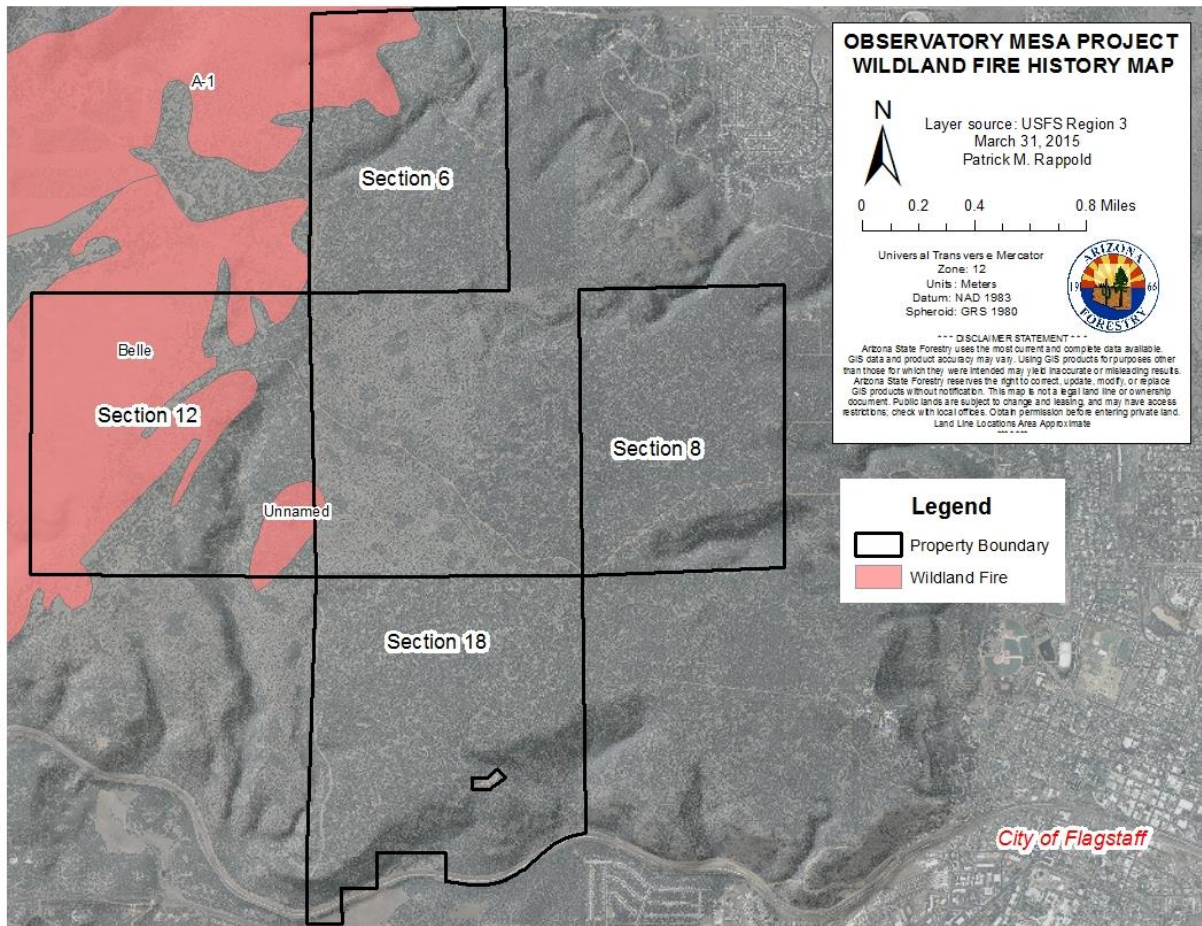 OBSERVATORY MESA PROJECT
WILDLAND FIRE HISTORY MAP
N
Layer source: USFS Region 3
March 31, 2015
Patrick M. Rappold
0 0.2 0.4 0.8 Miles
Universal Transverse Mercator
Zone: 12
Units: Meters
Datum: NAD 1983
Spheroid: GRS 1980
ARIZONA
19 66
FORESTRY
*** DISCLAIMER STATEMENT ***
Arizona State Forestry uses the most current and complete data available.
GIS data and product accuracy may vary. Using GIS products for purposes other
than those for which they were intended may yield inaccurate or misleading results.
Arizona State Forestry reserves the right to correct, update, modify, or replace
GIS products without notification. This map is not a legal land line or ownership
document. Public lands are subject to change and leasing, and may have access
restrictions; check with local offices. Obtain permission before entering private land.
Land Line Locations Area Approximate
A-1
Section 6
Belle
Section 12
Section 8
Unnamed
Legend
Property Boundary
Wildland Fire
Section 18
City of Flagstaff